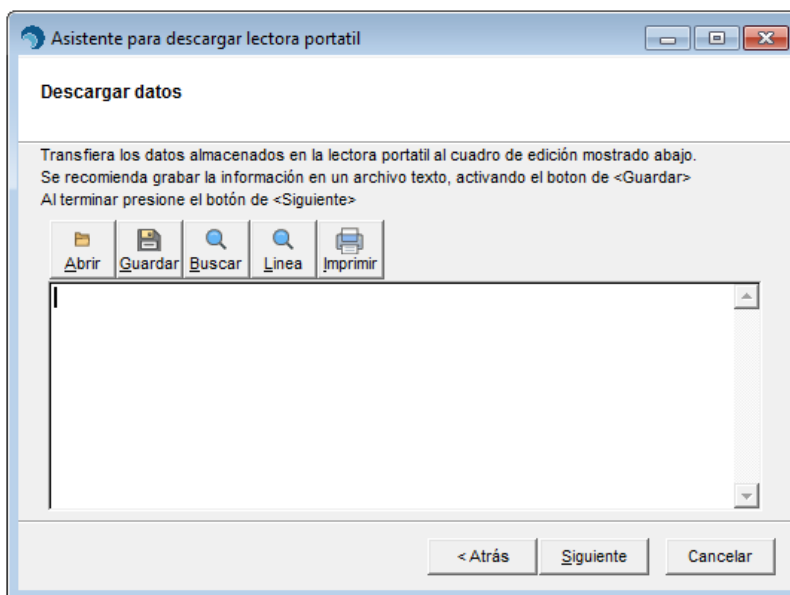 Asistente para descargar lectora portatil
Descargar datos
Transfiera los datos almacenados en la lectora portatil al cuadro de edición mostrado abajo.
Se recomienda grabar la información en un archivo texto, activando el boton de <Guardar>
Al terminar presione el botón de <Siguiente>
Abrir Guardar Buscar Linea Imprimir
< Atrás Siguiente Cancelar